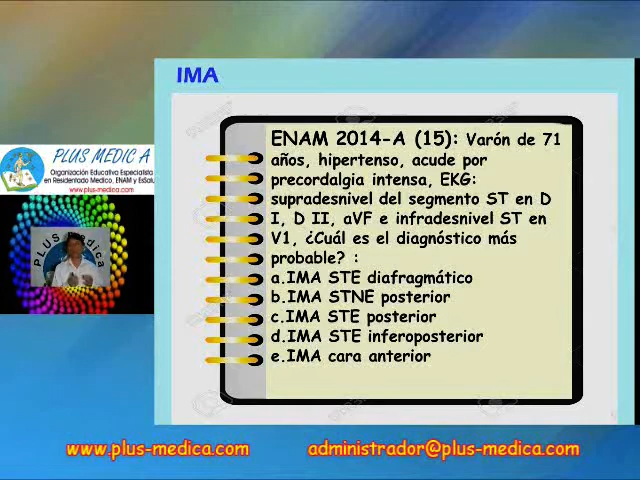 IMA
ENAM 2014-A (15): Varón de 71
años, hipertenso, acude por
precordalgia intensa, EKG:
supradesnivel del segmento ST en D
I, D II, aVF e infradesnivel ST en
V1, ¿Cuál es el diagnóstico más
probable? :
a.IMA STE diafragmático
b.IMA STNE posterior
c.IMA STE posterior
d.IMA STE inferoposterior
e.IMA cara anterior
PLUS MEDIC A
Organización Educativa Especialista
en Residentado Medico, ENAM y EsSalud
www.plus-medica.com
PLUS medica
www.plus-medica.com
administrador@plus-medica.com